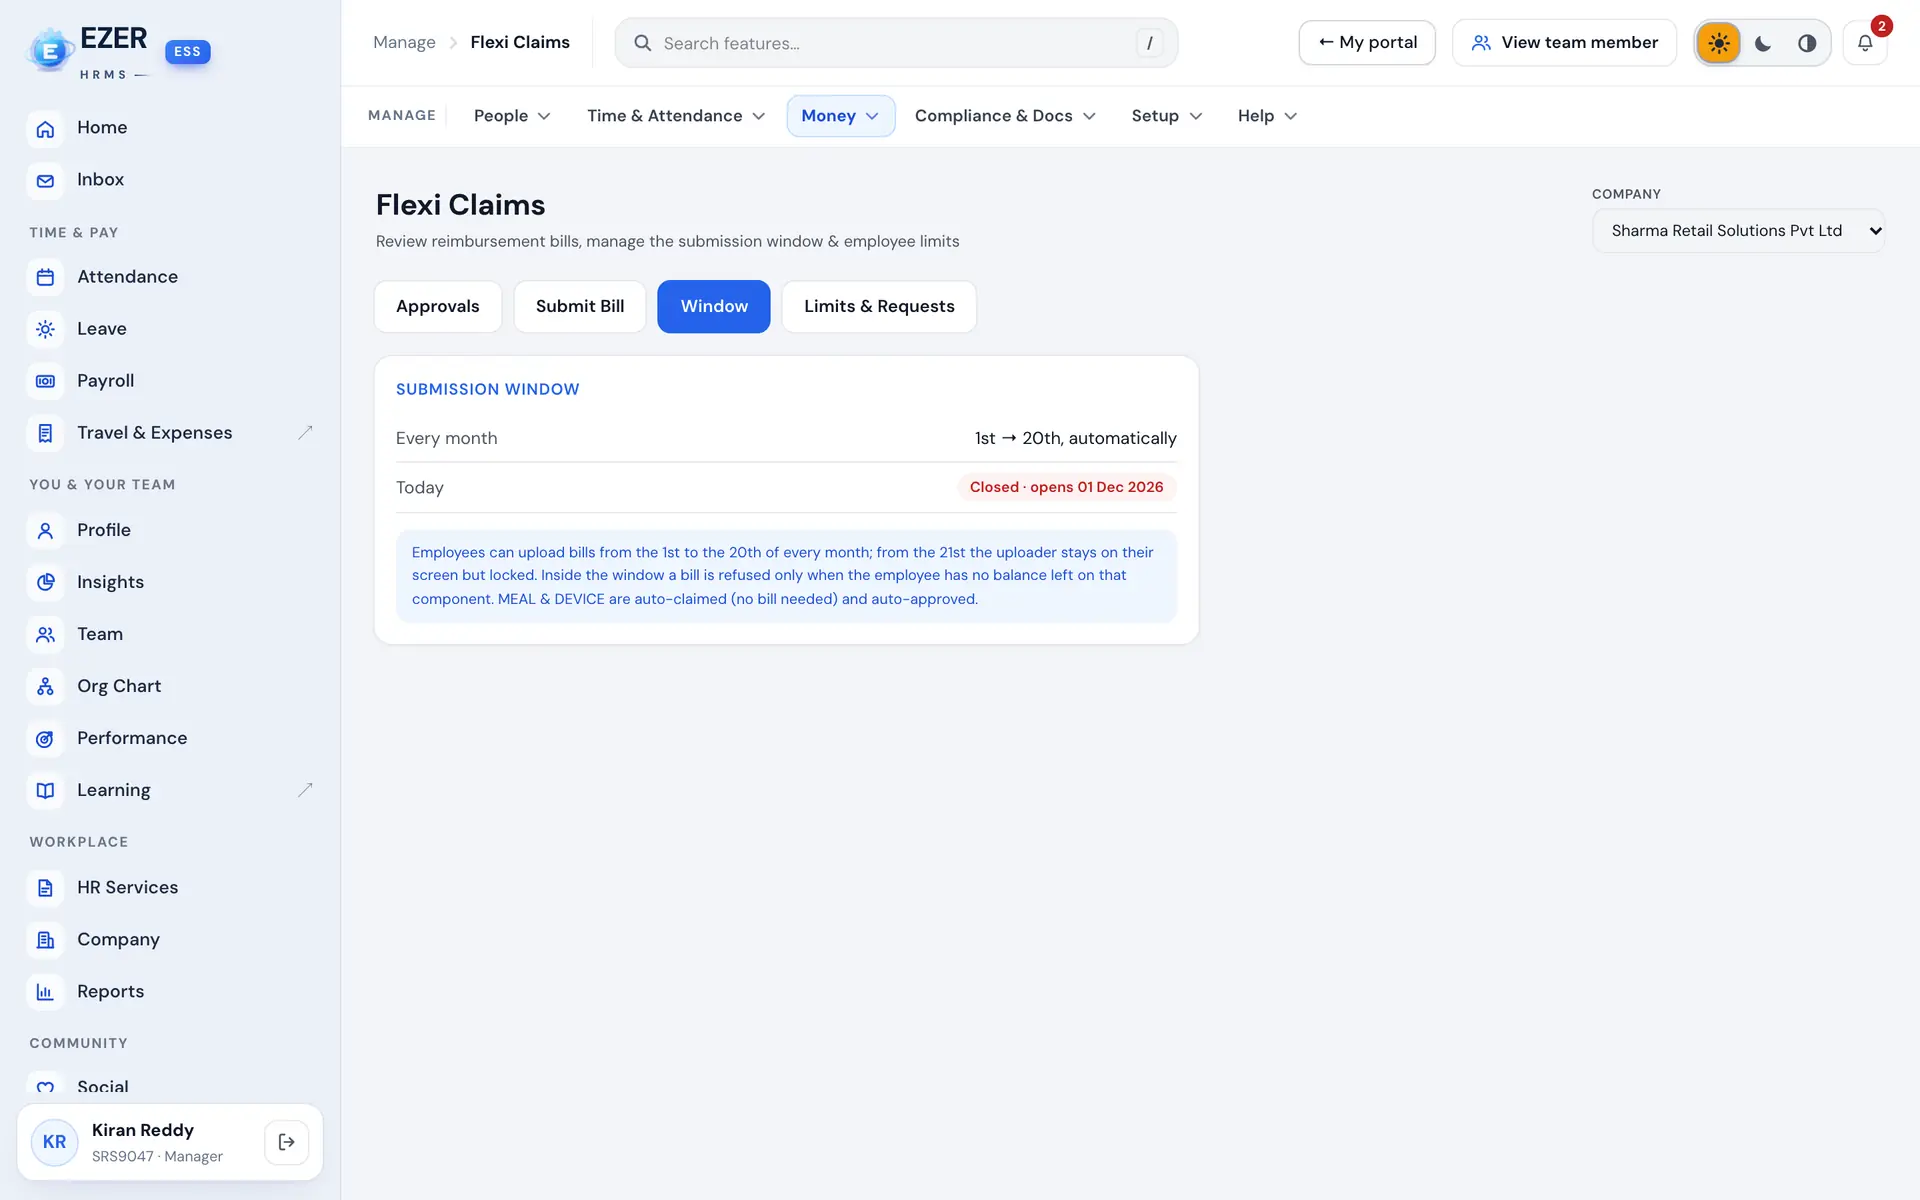 EZER
HRMS
ESS
Home
Inbox
TIME & PAY
Attendance
Leave
Payroll
Travel & Expenses
YOU & YOUR TEAM
Profile
Insights
Team
Org Chart
Performance
Learning
WORKPLACE
HR Services
Company
Reports
COMMUNITY
Social
KR
Kiran Reddy
SRS9047 · Manager
Manage
Flexi Claims
Search features...
/
← My portal
View team member
2
MANAGE
People
Time & Attendance
Money
Compliance & Docs
Setup
Help
Flexi Claims
Review reimbursement bills, manage the submission window & employee limits
COMPANY
Sharma Retail Solutions Pvt Ltd
Approvals
Submit Bill
Window
Limits & Requests
SUBMISSION WINDOW
Every month
1st → 20th, automatically
Today
Closed · opens 01 Dec 2026
Employees can upload bills from the 1st to the 20th of every month; from the 21st the uploader stays on their
screen but locked. Inside the window a bill is refused only when the employee has no balance left on that
component. MEAL & DEVICE are auto-claimed (no bill needed) and auto-approved.